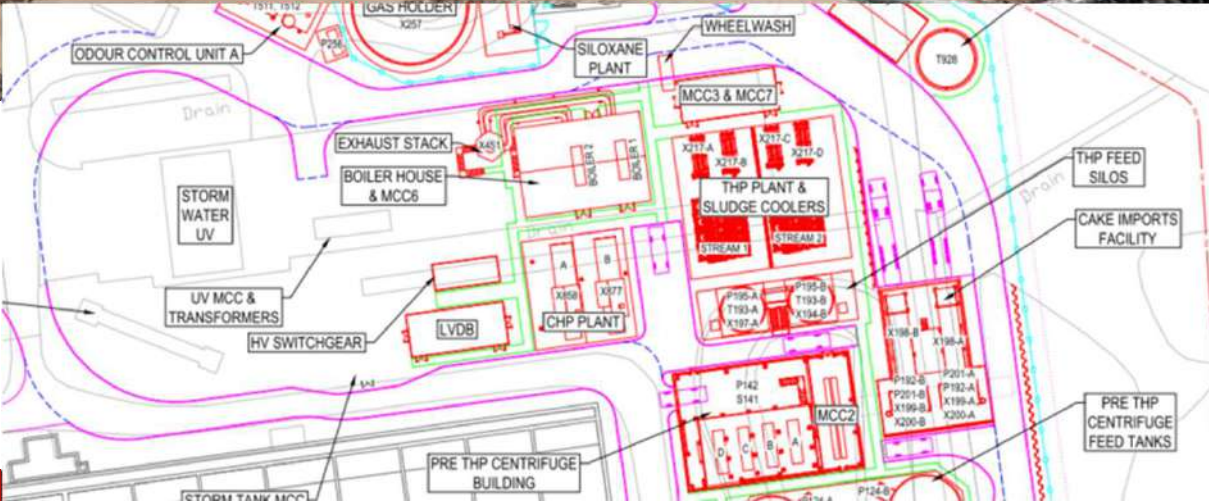 T511, T512
GAS HOLDER
X257
P256
ODOUR CONTROL UNIT A
SILOXANE
PLANT
WHEELWASH
T928
Drain
MCC3 & MCC7
EXHAUST STACK
X451
BOILER 2
BOILER 1
BOILER HOUSE
& MCC6
X217-A
X217-B
X217-C
X217-D
THP PLANT &
SLUDGE COOLERS
STREAM 1
STREAM 2
THP FEED
SILOS
Drain
CAKE IMPORTS
FACILITY
STORM
WATER
UV
Drain
UV MCC &
TRANSFORMERS
HV SWITCHGEAR
LVDB
A
B
X858
X877
CHP PLANT
P195-A
T193-A
X197-A
P195-B
T193-B
X194-B
X198-B
X198-A
P192-B
P201-B
X199-B
X200-B
P201-A
P192-A
X199-A
X200-A
P142
S141
MCC2
D
C
B
A
PRE THP CENTRIFUGE
BUILDING
PRE THP
CENTRIFUGE
FEED TANKS
STORM TANK MCC
P124-B